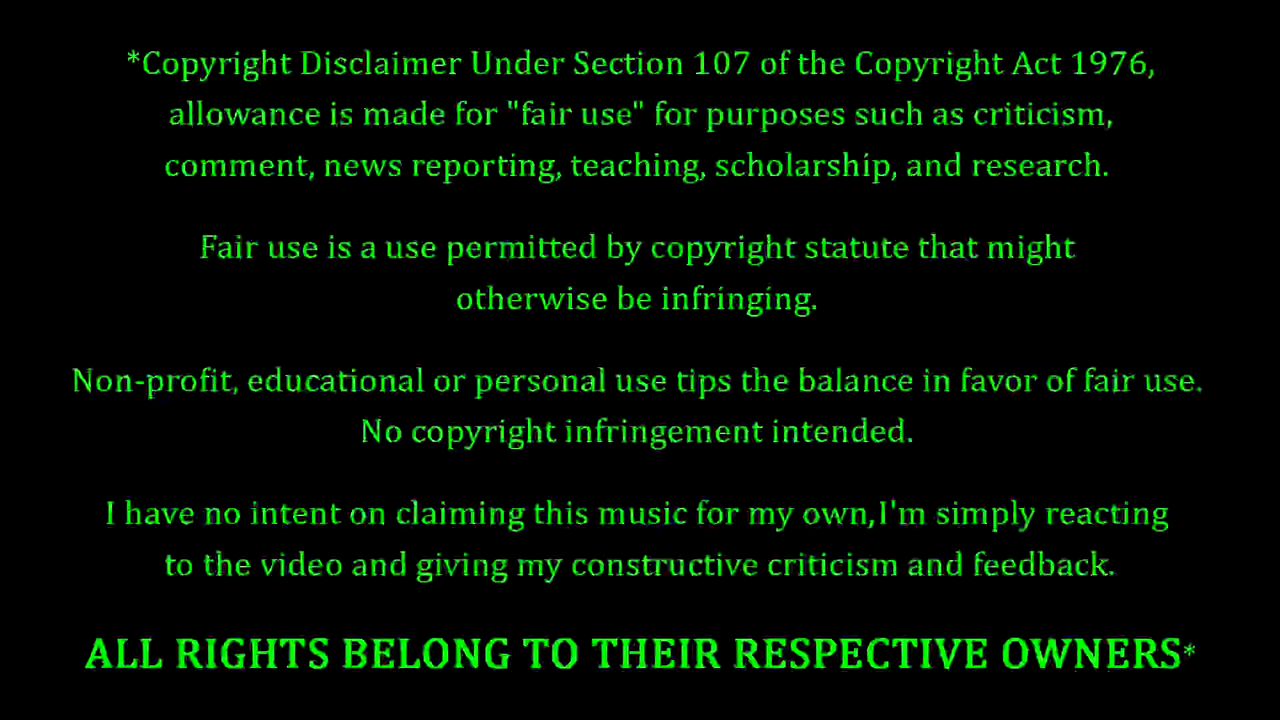 *Copyright Disclaimer Under Section 107 of the Copyright Act 1976,
allowance is made for "fair use" for purposes such as criticism,
comment, news reporting, teaching, scholarship, and research.
Fair use is a use permitted by copyright statute that might
otherwise be infringing.
Non-profit, educational or personal use tips the balance in favor of fair use.
No copyright infringement intended.
I have no intent on claiming this music for my own,I'm simply reacting
to the video and giving my constructive criticism and feedback.
ALL RIGHTS BELONG TO THEIR RESPECTIVE OWNERS*